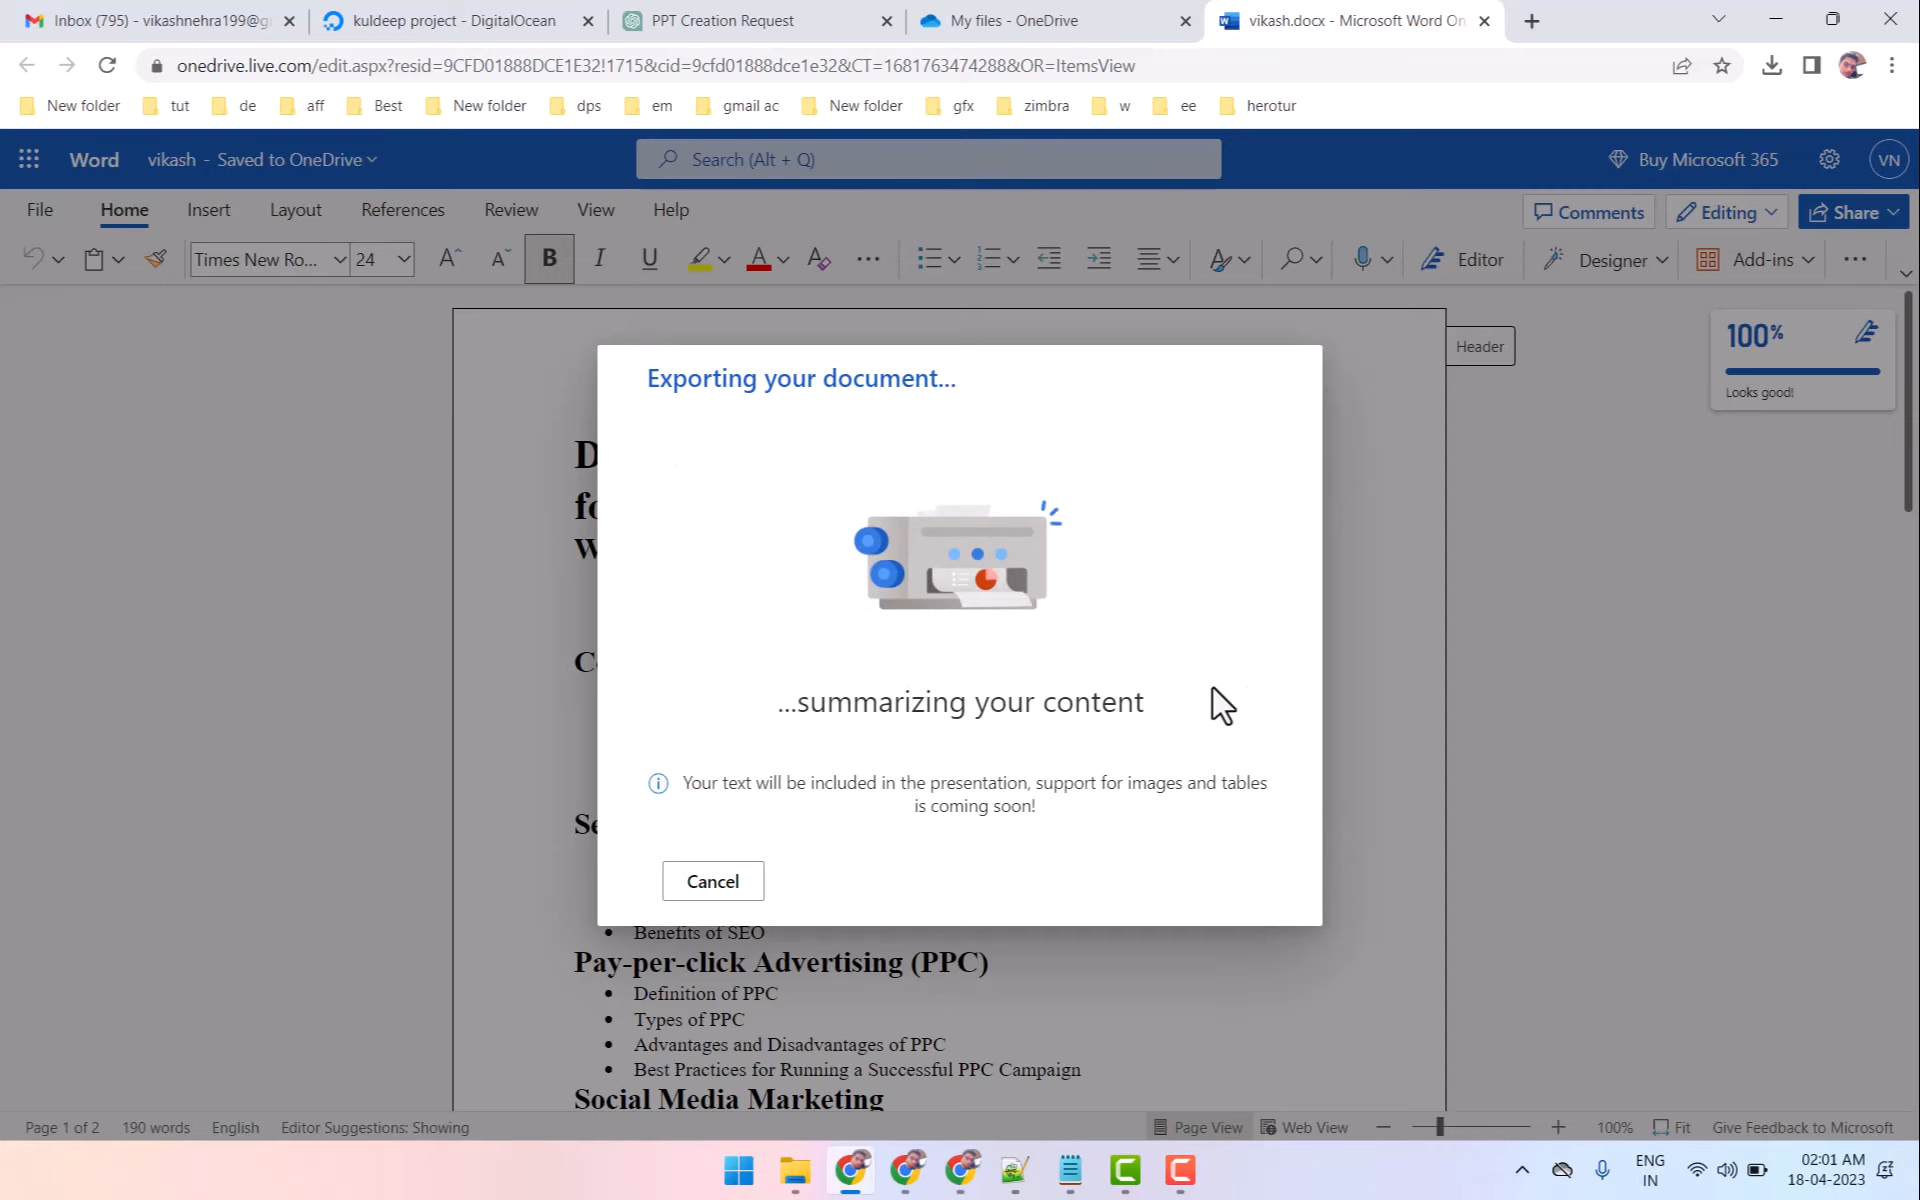 Inbox (795) - vikashnehra199@g
kuldeep project - DigitalOcean
PPT Creation Request
My files - OneDrive
vikash.docx - Microsoft Word On
onedrive.live.com/edit.aspx?resid=9CFD01888DCE1E32!1715&cid=9cfd01888dce1e32&CT=1681763474288&OR=ItemsView
New folder tut de aff Best New folder dps em gmail ac New folder gfx zimbra w ee herotur
Word vikash - Saved to OneDrive
Search (Alt + Q)
Buy Microsoft 365
VN
File Home Insert Layout References Review View Help
Comments Editing Share
Times New Ro... 24
B I U
Editor Designer Add-ins
Header
100%
Looks good!
Exporting your document...
...summarizing your content
Your text will be included in the presentation, support for images and tables
is coming soon!
Cancel
D
fo
W
C
Se
Benefits of SEO
Pay-per-click Advertising (PPC)
Definition of PPC
Types of PPC
Advantages and Disadvantages of PPC
Best Practices for Running a Successful PPC Campaign
Social Media Marketing
Page 1 of 2 190 words English Editor Suggestions: Showing
Page View Web View 100% Fit Give Feedback to Microsoft
ENG
IN
02:01 AM
18-04-2023